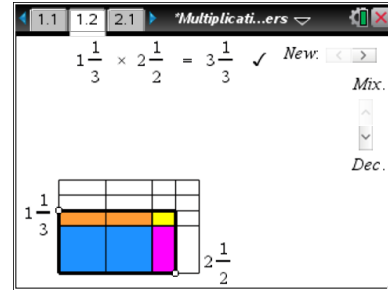 1.1 1.2 2.1 *Multiplicati...ers
1 1/3 × 2 1/2 = 3 1/3 ✓ New:
Mix.
Dec.
1 1/3
2 1/2